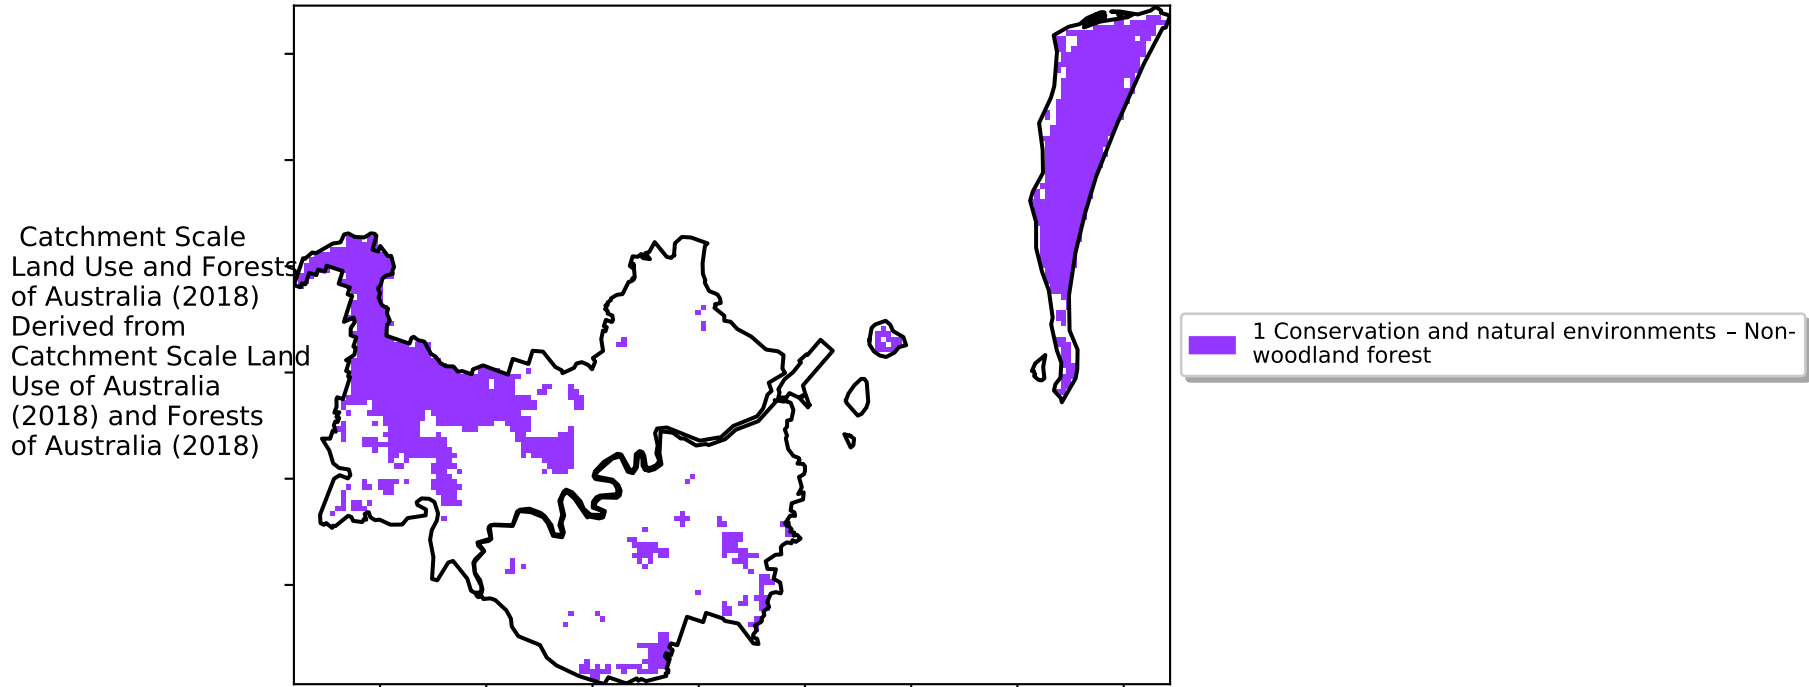 Catchment Scale
Land Use and Forests
of Australia (2018)
Derived from
Catchment Scale Land
Use of Australia
(2018) and Forests
of Australia (2018)
1 Conservation and natural environments – Non-
woodland forest